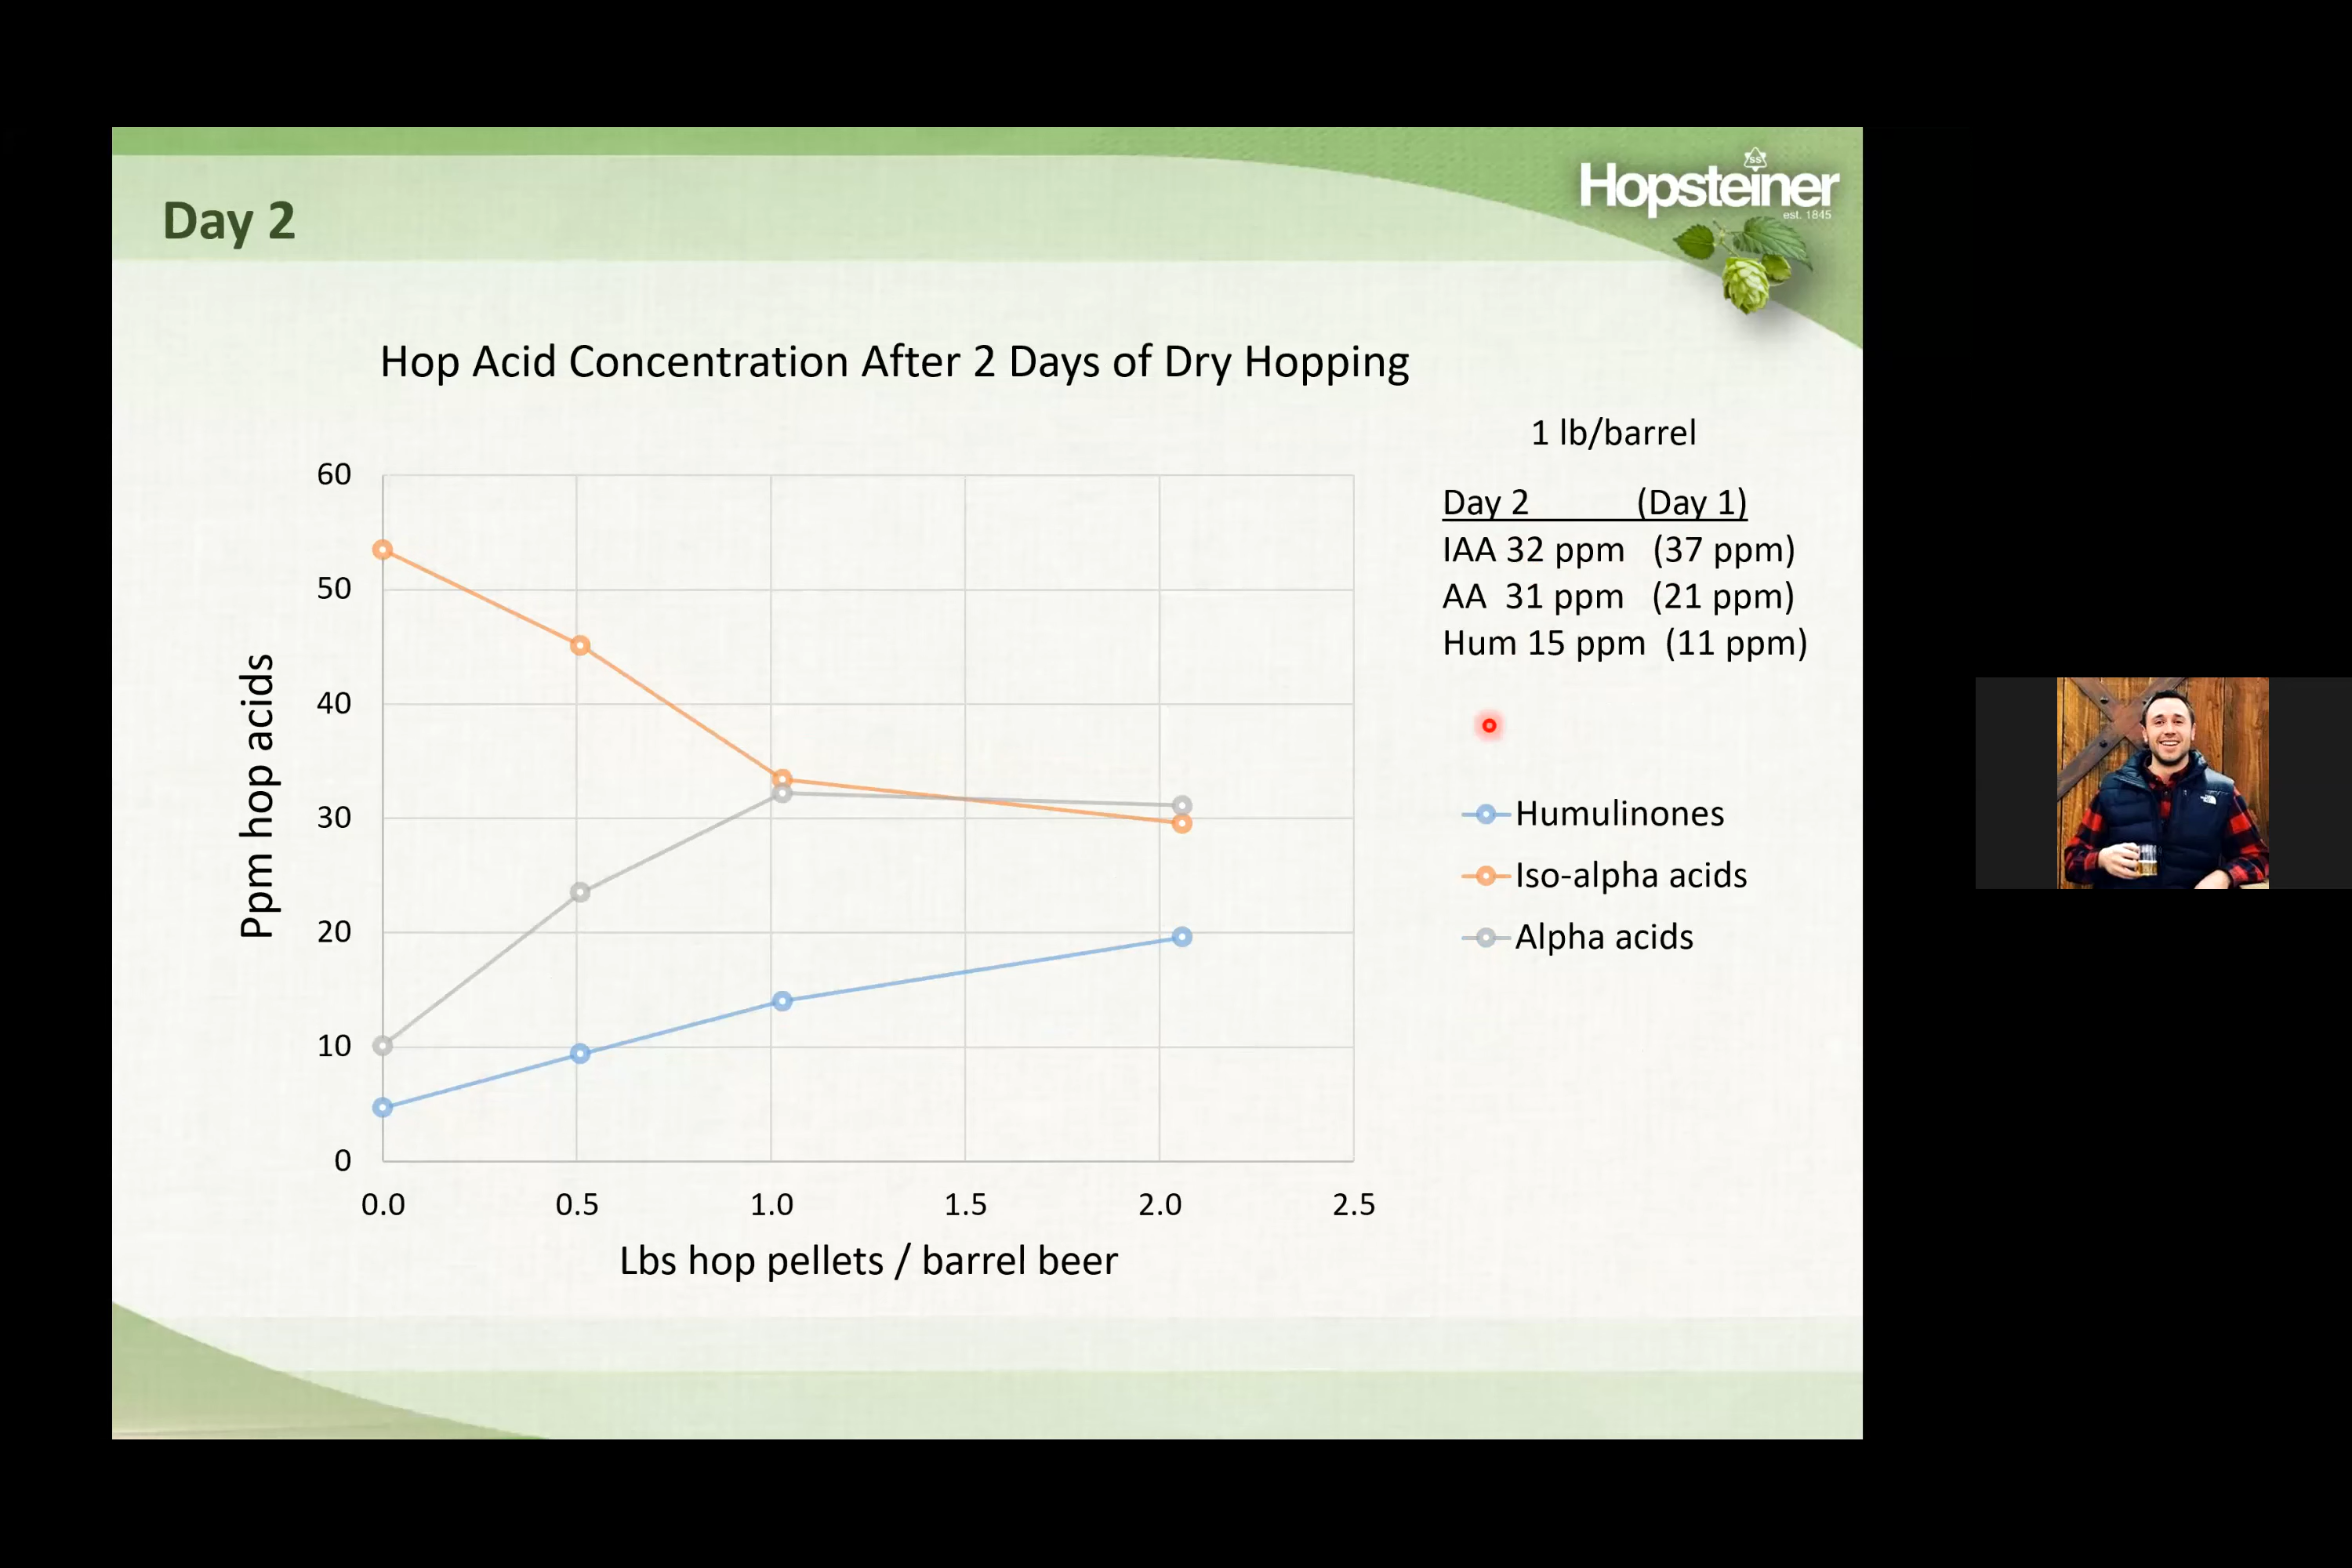 Hopsteiner
est. 1845
Day 2
Hop Acid Concentration After 2 Days of Dry Hopping
1 lb/barrel
Day 2 (Day 1)
IAA 32 ppm (37 ppm)
AA 31 ppm (21 ppm)
Hum 15 ppm (11 ppm)
Ppm hop acids
60
50
40
30
20
10
0
0.0 0.5 1.0 1.5 2.0 2.5
Lbs hop pellets / barrel beer
Humulinones
Iso-alpha acids
Alpha acids